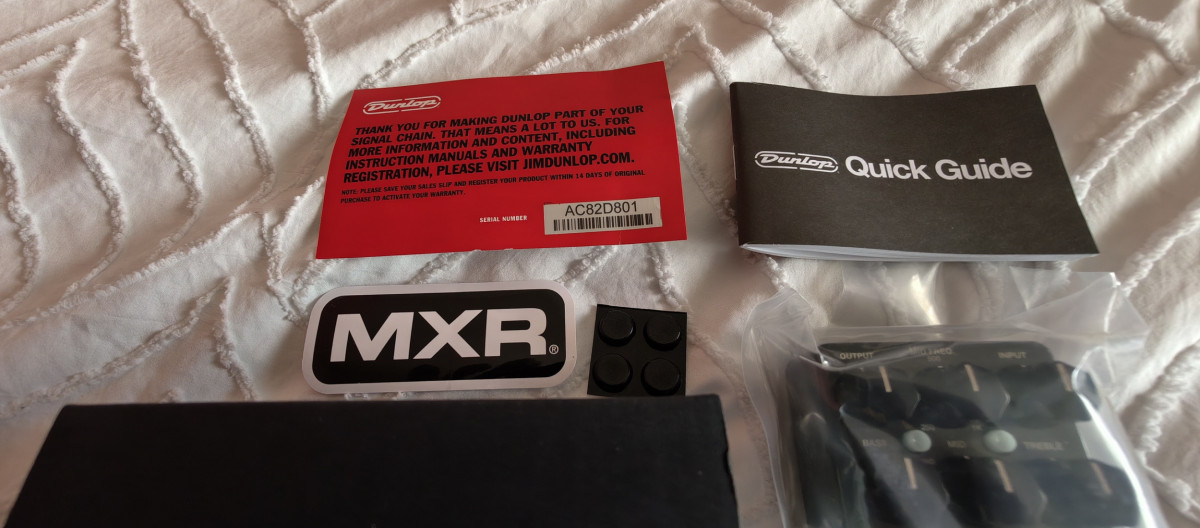 Dunlop
THANK YOU FOR MAKING DUNLOP PART OF YOUR
SIGNAL CHAIN. THAT MEANS A LOT TO US. FOR
MORE INFORMATION AND CONTENT, INCLUDING
INSTRUCTION MANUALS AND WARRANTY
REGISTRATION, PLEASE VISIT JIMDUNLOP.COM.
NOTE: PLEASE SAVE YOUR SALES SLIP AND REGISTER YOUR PRODUCT WITHIN 14 DAYS OF ORIGINAL
PURCHASE TO ACTIVATE YOUR WARRANTY.
SERIAL NUMBER
AC82D801
Dunlop Quick Guide
MXR®
OUTPUT
INPUT
BASS
MID
TREBLE